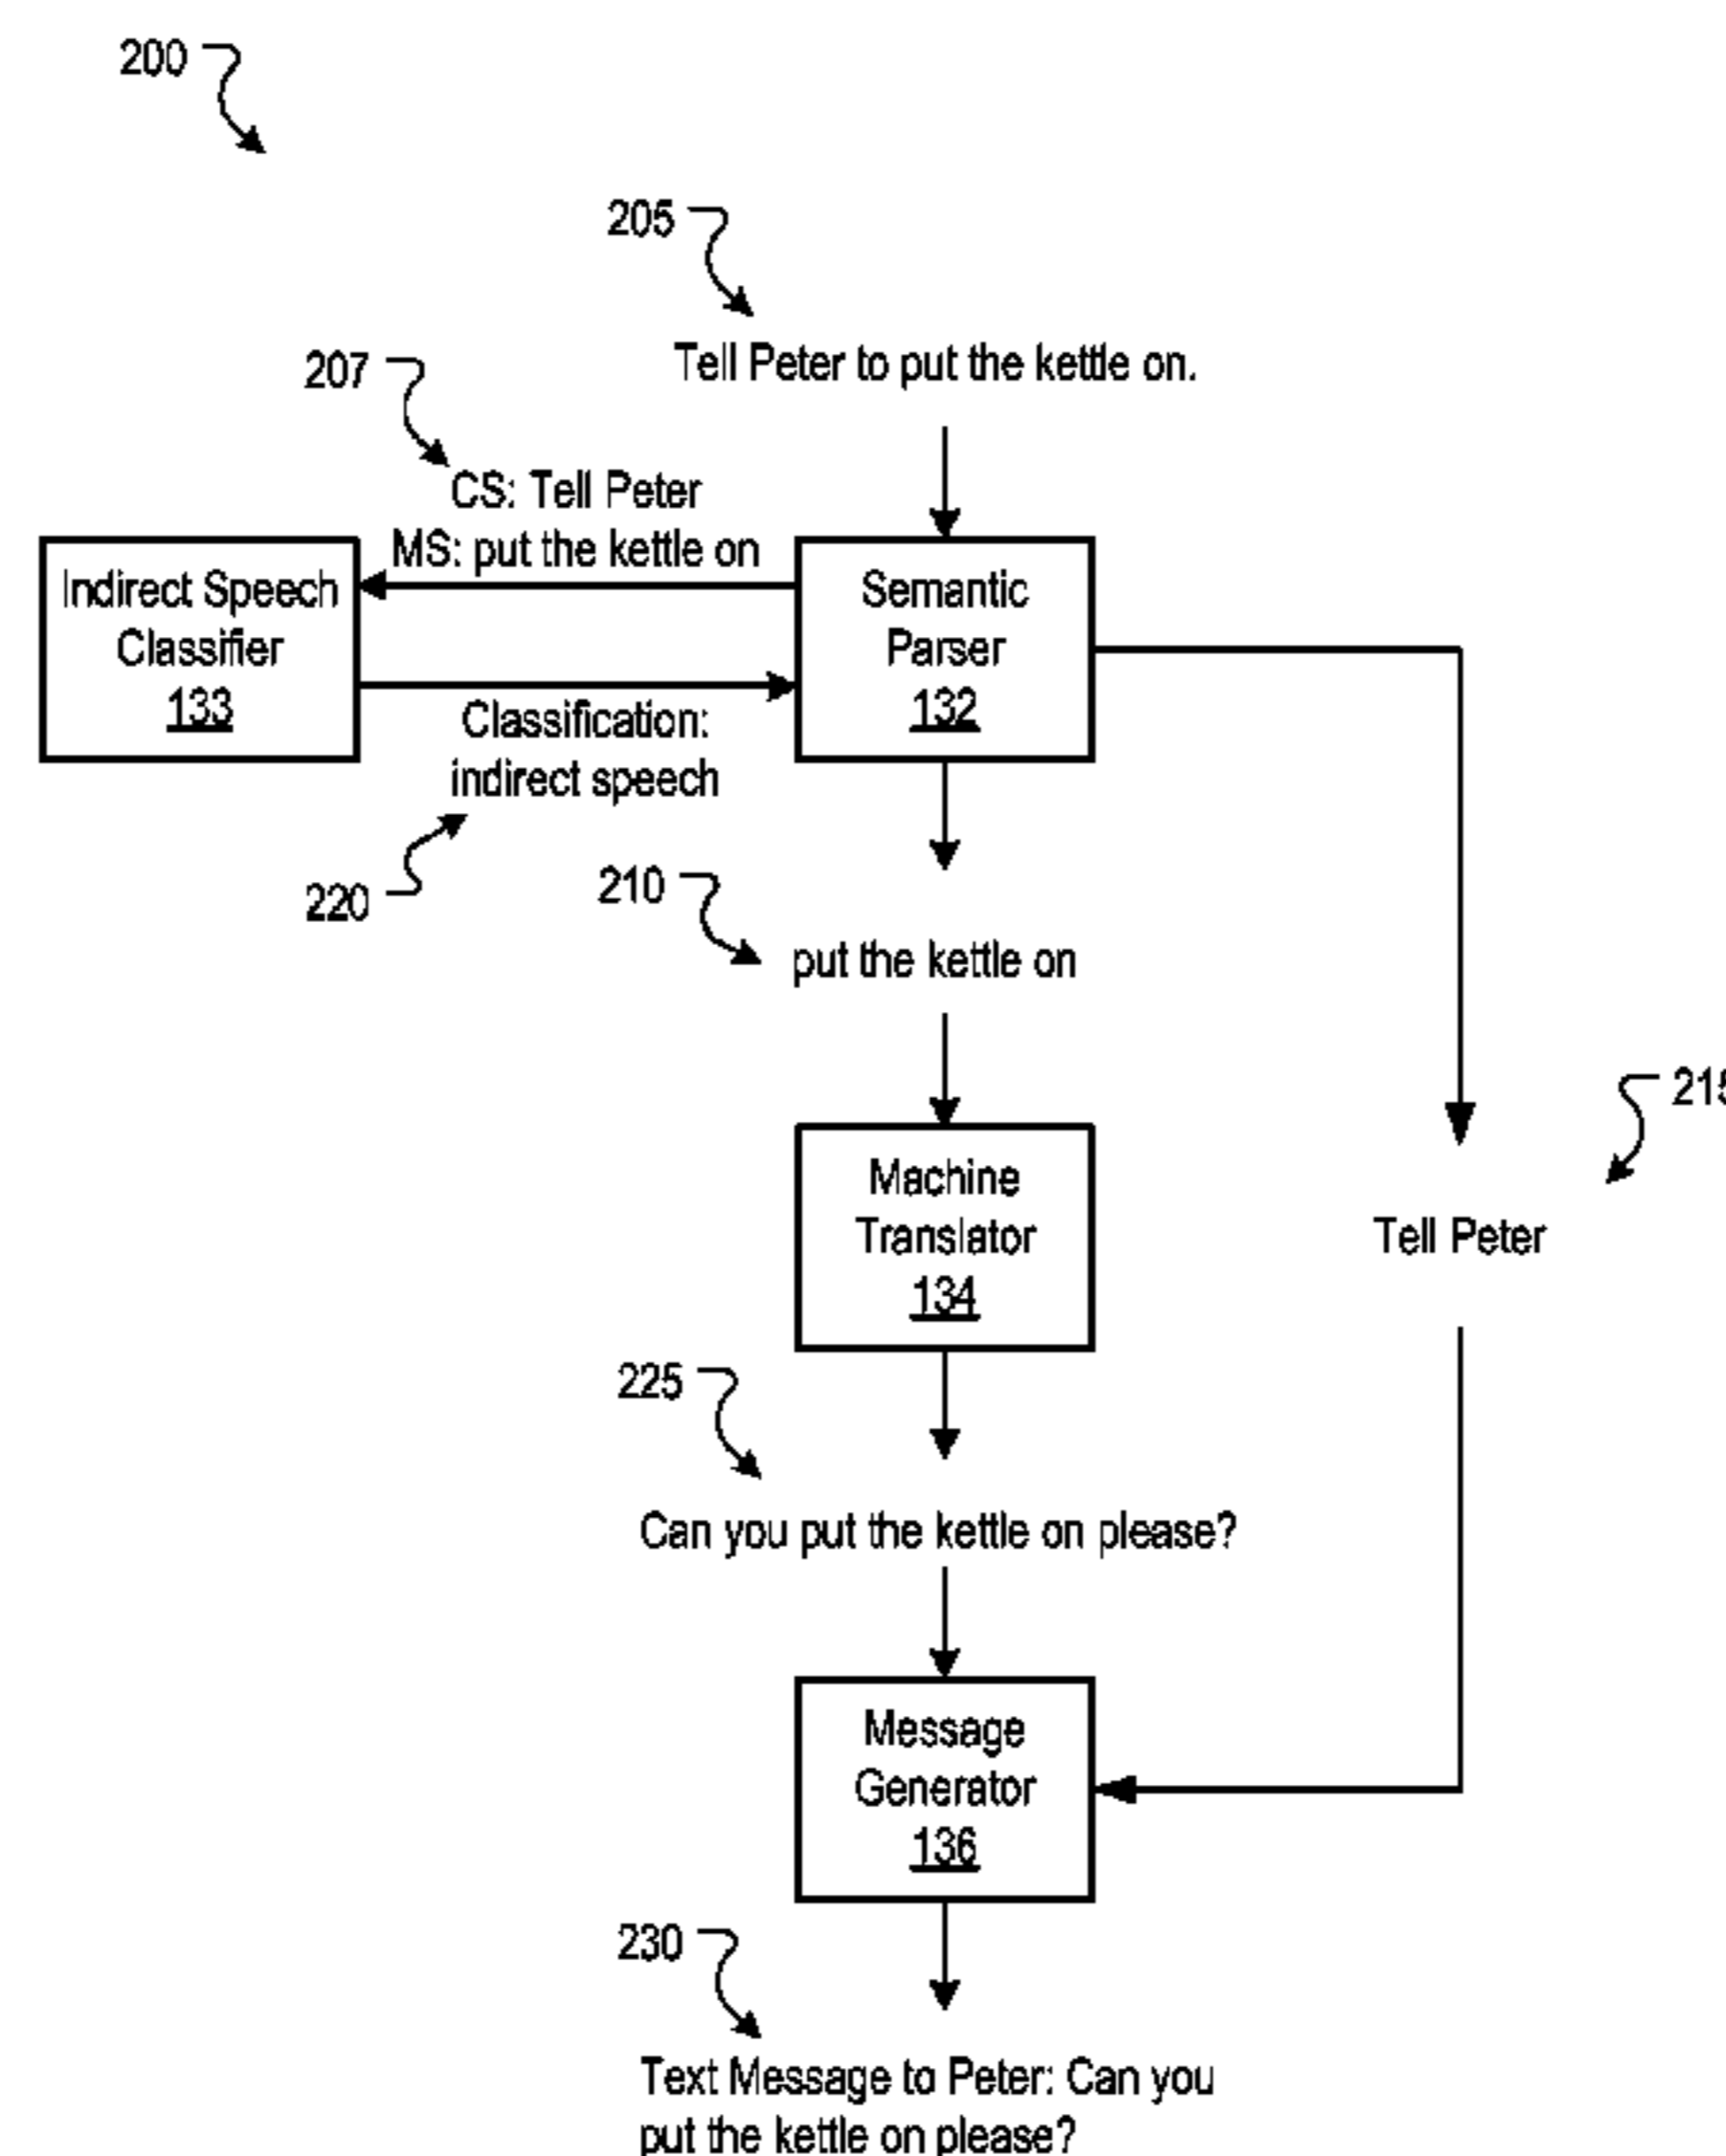 200
205
Tell Peter to put the kettle on.
207
CS: Tell Peter
MS: put the kettle on
Indirect Speech
Classifier
133
Semantic
Parser
132
Classification:
indirect speech
220
210
put the kettle on
215
Machine
Translator
134
Tell Peter
225
Can you put the kettle on please?
Message
Generator
136
230
Text Message to Peter: Can you
put the kettle on please?